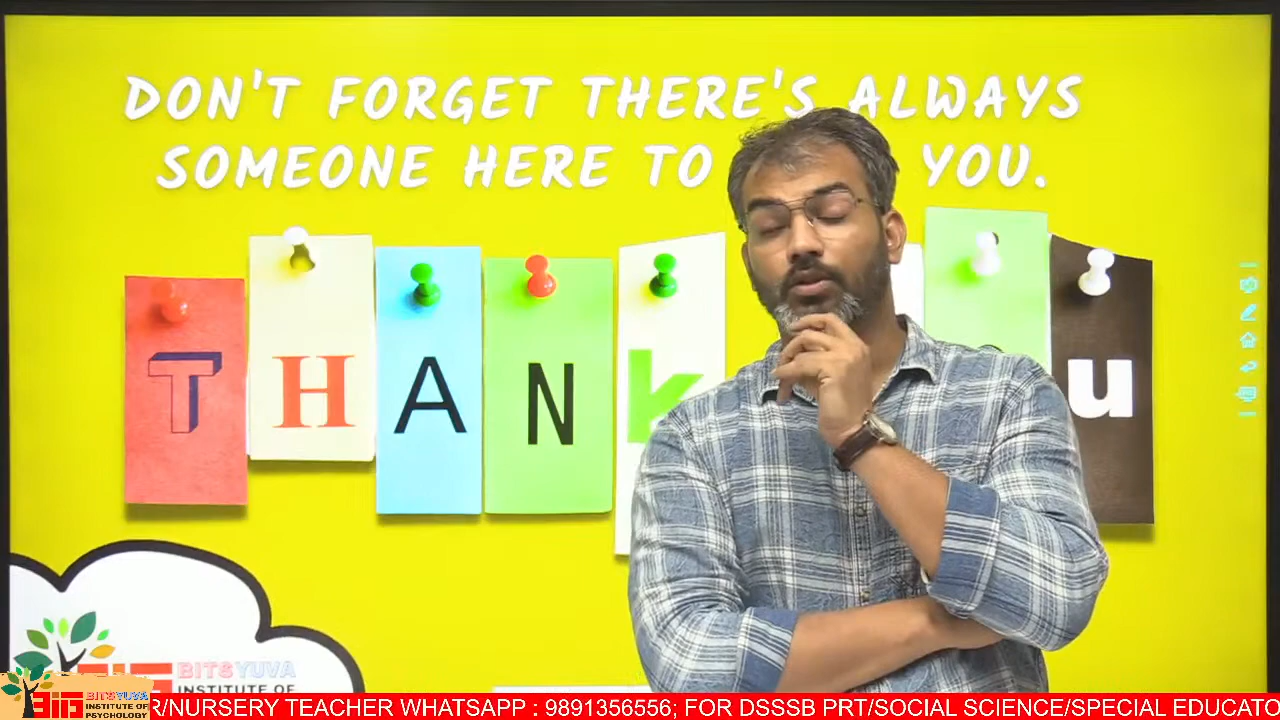 DON'T FORGET THERE'S ALWAYS
SOMEONE HERE TO YOU.
T H A N k u
BITSYUVA
INSTITUTE OF
BITSYUVA
INSTITUTE OF
PSYCHOLOGY
R/NURSERY TEACHER WHATSAPP : 9891356556; FOR DSSSB PRT/SOCIAL SCIENCE/SPECIAL EDUCATO